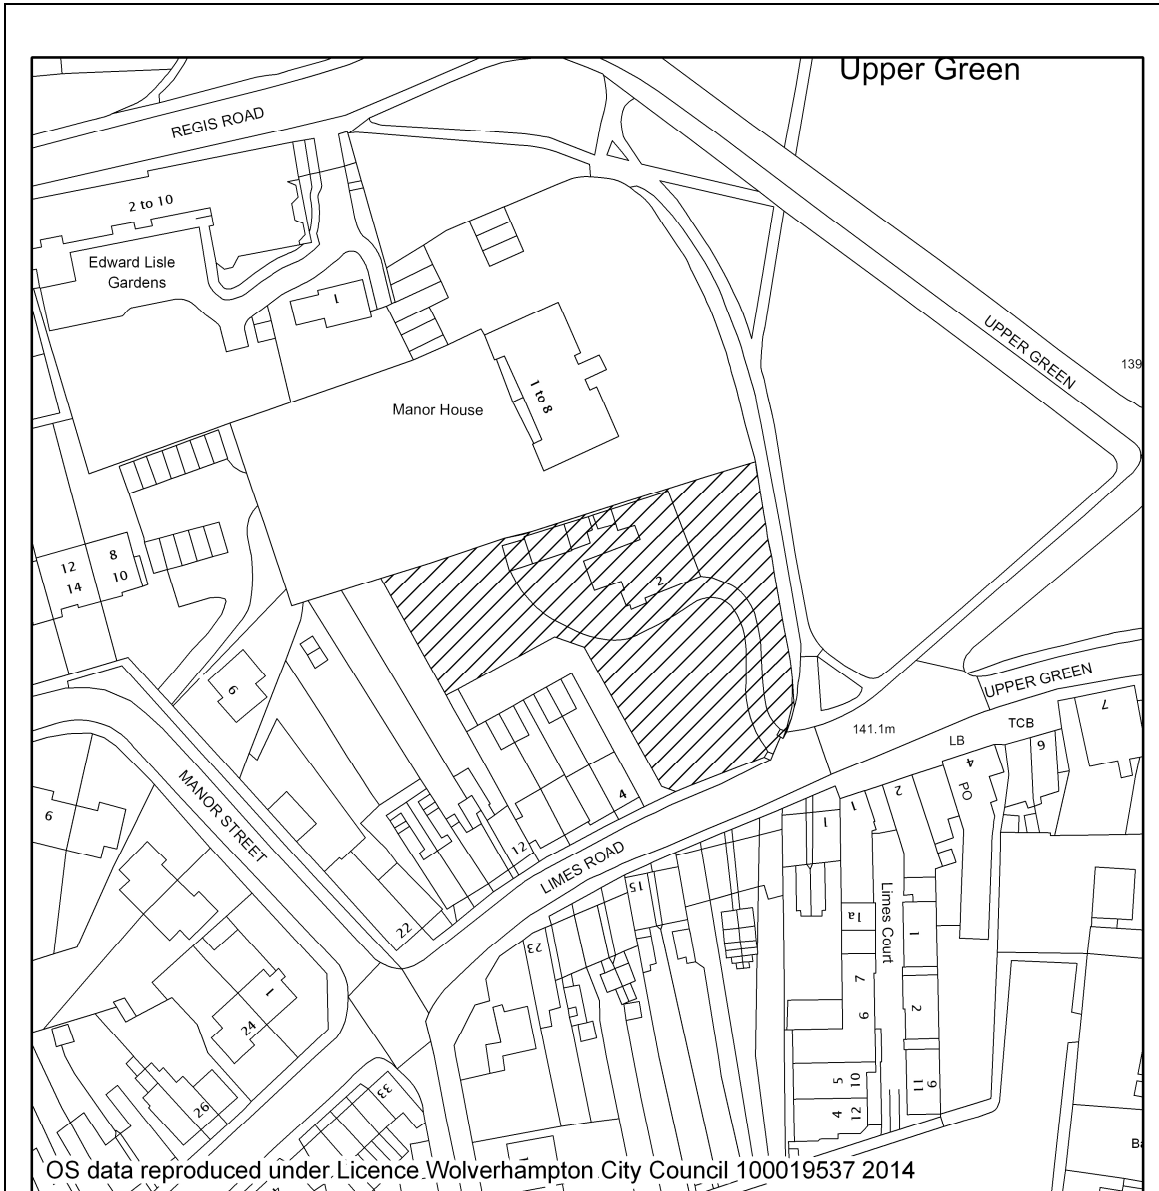 Upper Green
REGIS ROAD
2 to 10
Edward Lisle
Gardens
1
UPPER GREEN
139
1 to 8
Manor House
12
14
8
10
2
9
UPPER GREEN
7
TCB
141.1m
LB
6
4
PO
2
1
1
MANOR STREET
6
4
12
LIMES ROAD
22
15
23
1a
Limes Court
1
7
6
2
1
24
5
10
4
12
9
11
33
26
OS data reproduced under Licence Wolverhampton City Council 100019537 2014